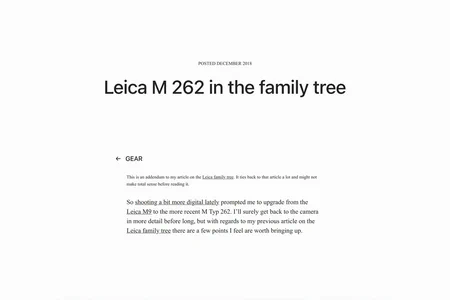 POSTED DECEMBER 2018
Leica M 262 in the family tree
← GEAR
This is an addendum to my article on the Leica family tree. It ties back to that article a lot and might not
make total sense before reading it.
So shooting a bit more digital lately prompted me to upgrade from the
Leica M9 to the more recent M Typ 262. I'll surely get back to the camera
in more detail before long, but with regards to my previous article on the
Leica family tree there are a few points I feel are worth bringing up.